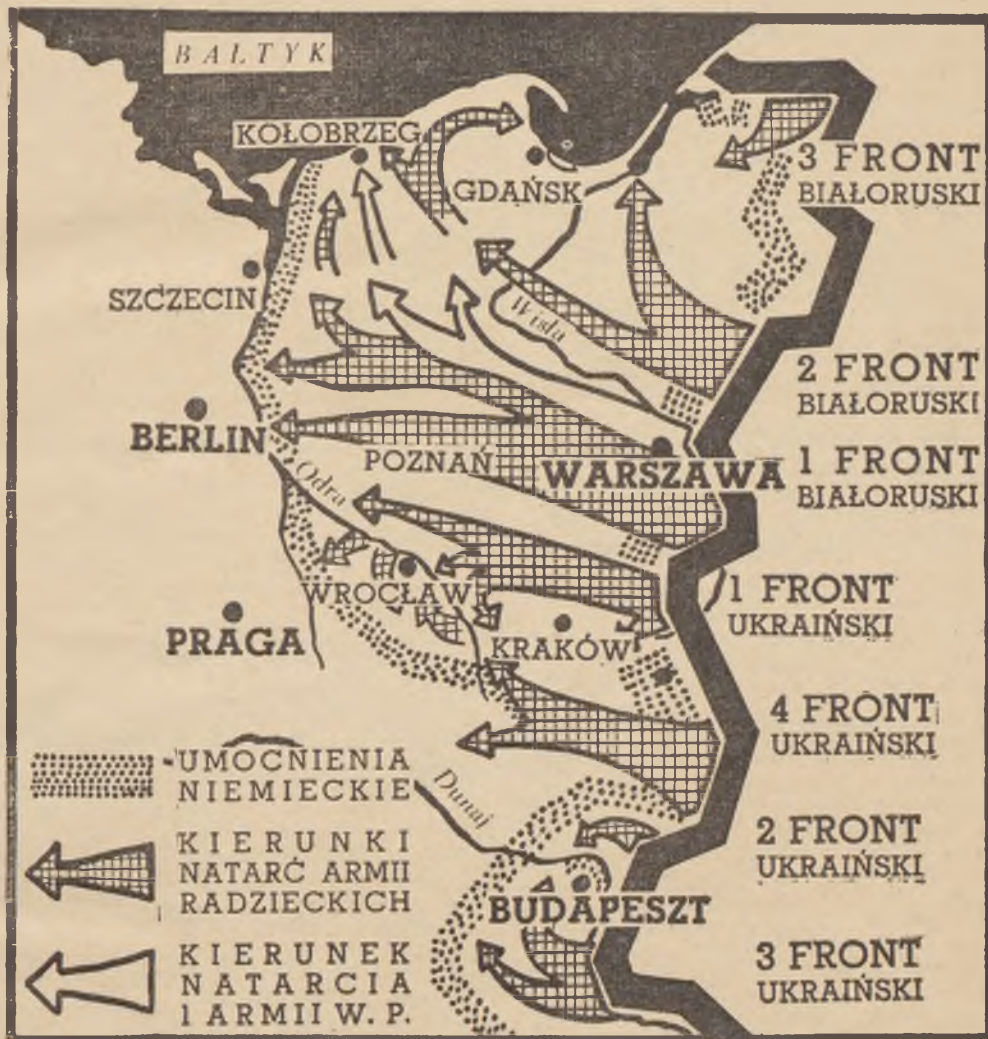 BAŁTYK
KOŁOBRZEG
GDAŃSK
3 FRONT
BIAŁORUSKI
SZCZECIN
Wisła
2 FRONT
BIAŁORUSKI
BERLIN
POZNAŃ
WARSZAWA
1 FRONT
BIAŁORUSKI
Odra
WROCŁAW
1 FRONT
UKRAIŃSKI
PRAGA
KRAKÓW
4 FRONT
UKRAIŃSKI
UMOCNIENIA
NIEMIECKIE
Dunaj
2 FRONT
UKRAIŃSKI
KIERUNKI
NATARĆ ARMII
RADZIECKICH
BUDAPESZT
KIERUNEK
NATARCIA
1 ARMII W. P.
3 FRONT
UKRAIŃSKI